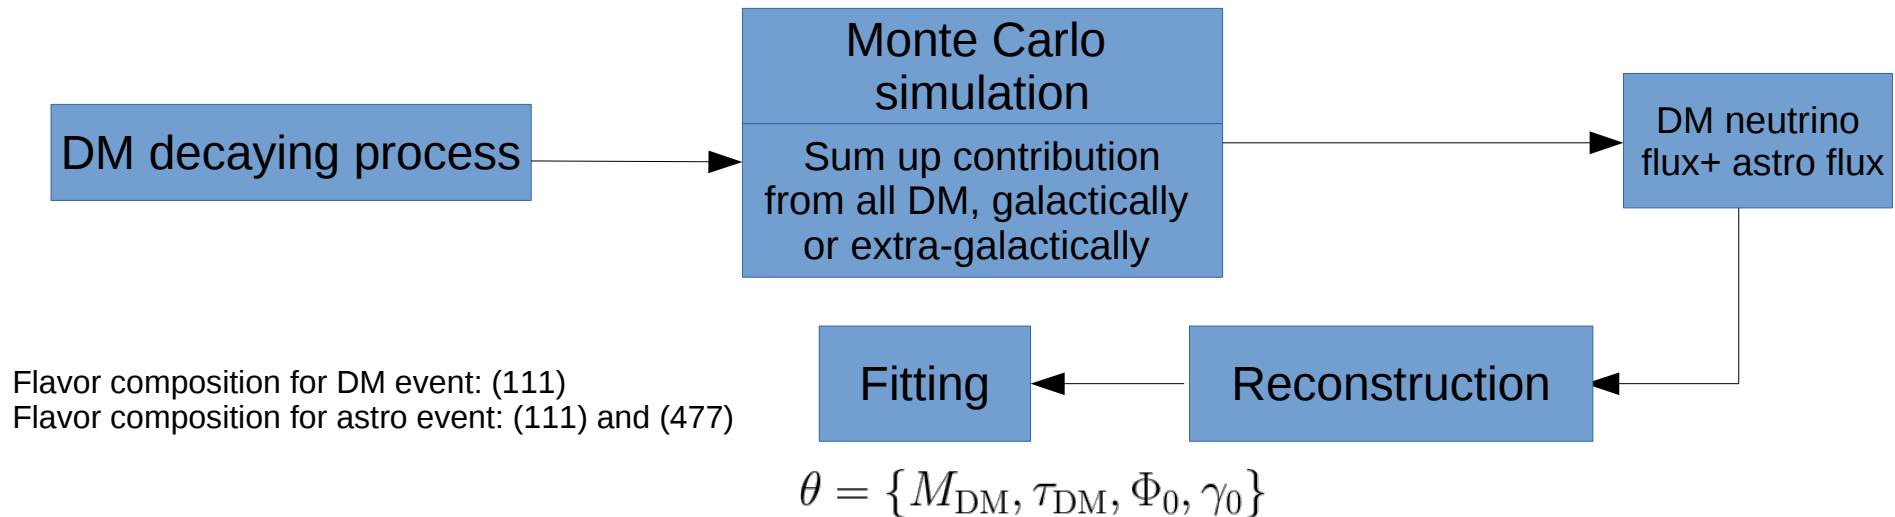 DM decaying process
Monte Carlo
simulation
Sum up contribution
from all DM, galactically
or extra-galactically
DM neutrino
flux+ astro flux
Reconstruction
Fitting
θ = {M_DM, τ_DM, Φ_0, γ_0}
Flavor composition for DM event: (111)
Flavor composition for astro event: (111) and (477)